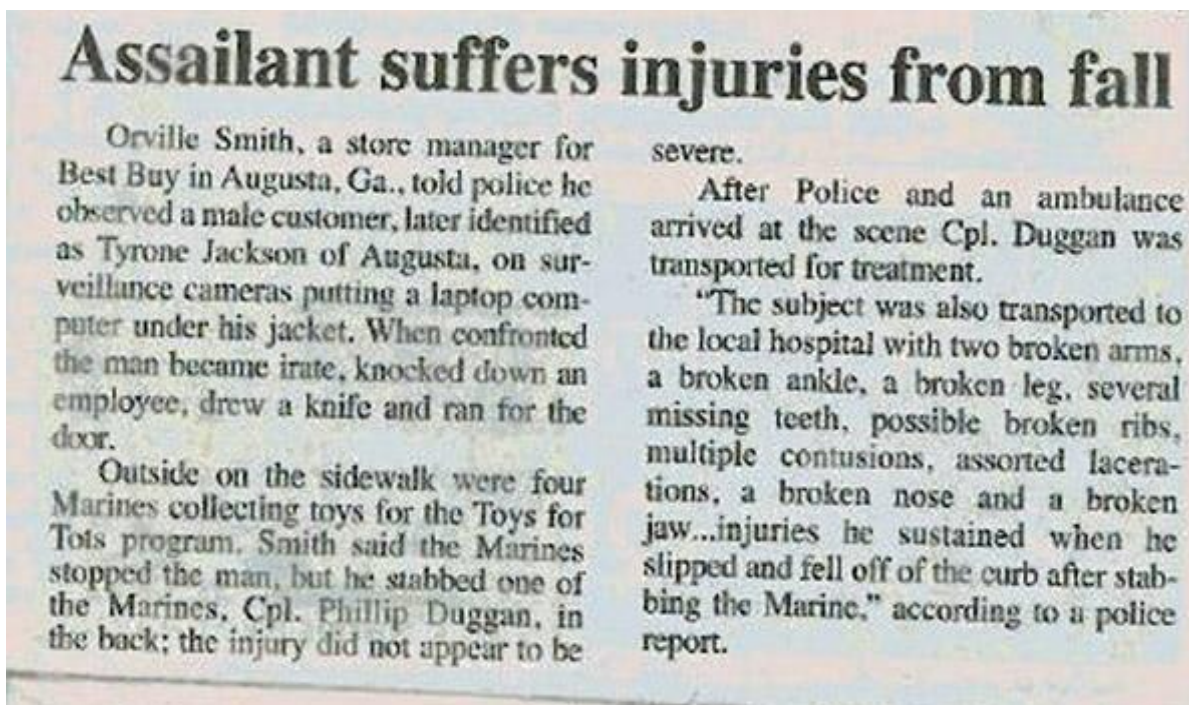 Assailant suffers injuries from fall
Orville Smith, a store manager for
Best Buy in Augusta, Ga., told police he
observed a male customer, later identified
as Tyrone Jackson of Augusta, on sur-
veillance cameras putting a laptop com-
puter under his jacket. When confronted
the man became irate, knocked down an
employee, drew a knife and ran for the
door.
Outside on the sidewalk were four
Marines collecting toys for the Toys for
Tots program. Smith said the Marines
stopped the man, but he stabbed one of
the Marines, Cpl. Phillip Duggan, in
the back; the injury did not appear to be
severe.
After Police and an ambulance
arrived at the scene Cpl. Duggan was
transported for treatment.
"The subject was also transported to
the local hospital with two broken arms,
a broken ankle, a broken leg, several
missing teeth, possible broken ribs,
multiple contusions, assorted lacera-
tions, a broken nose and a broken
jaw...injuries he sustained when he
slipped and fell off of the curb after stab-
bing the Marine," according to a police
report.